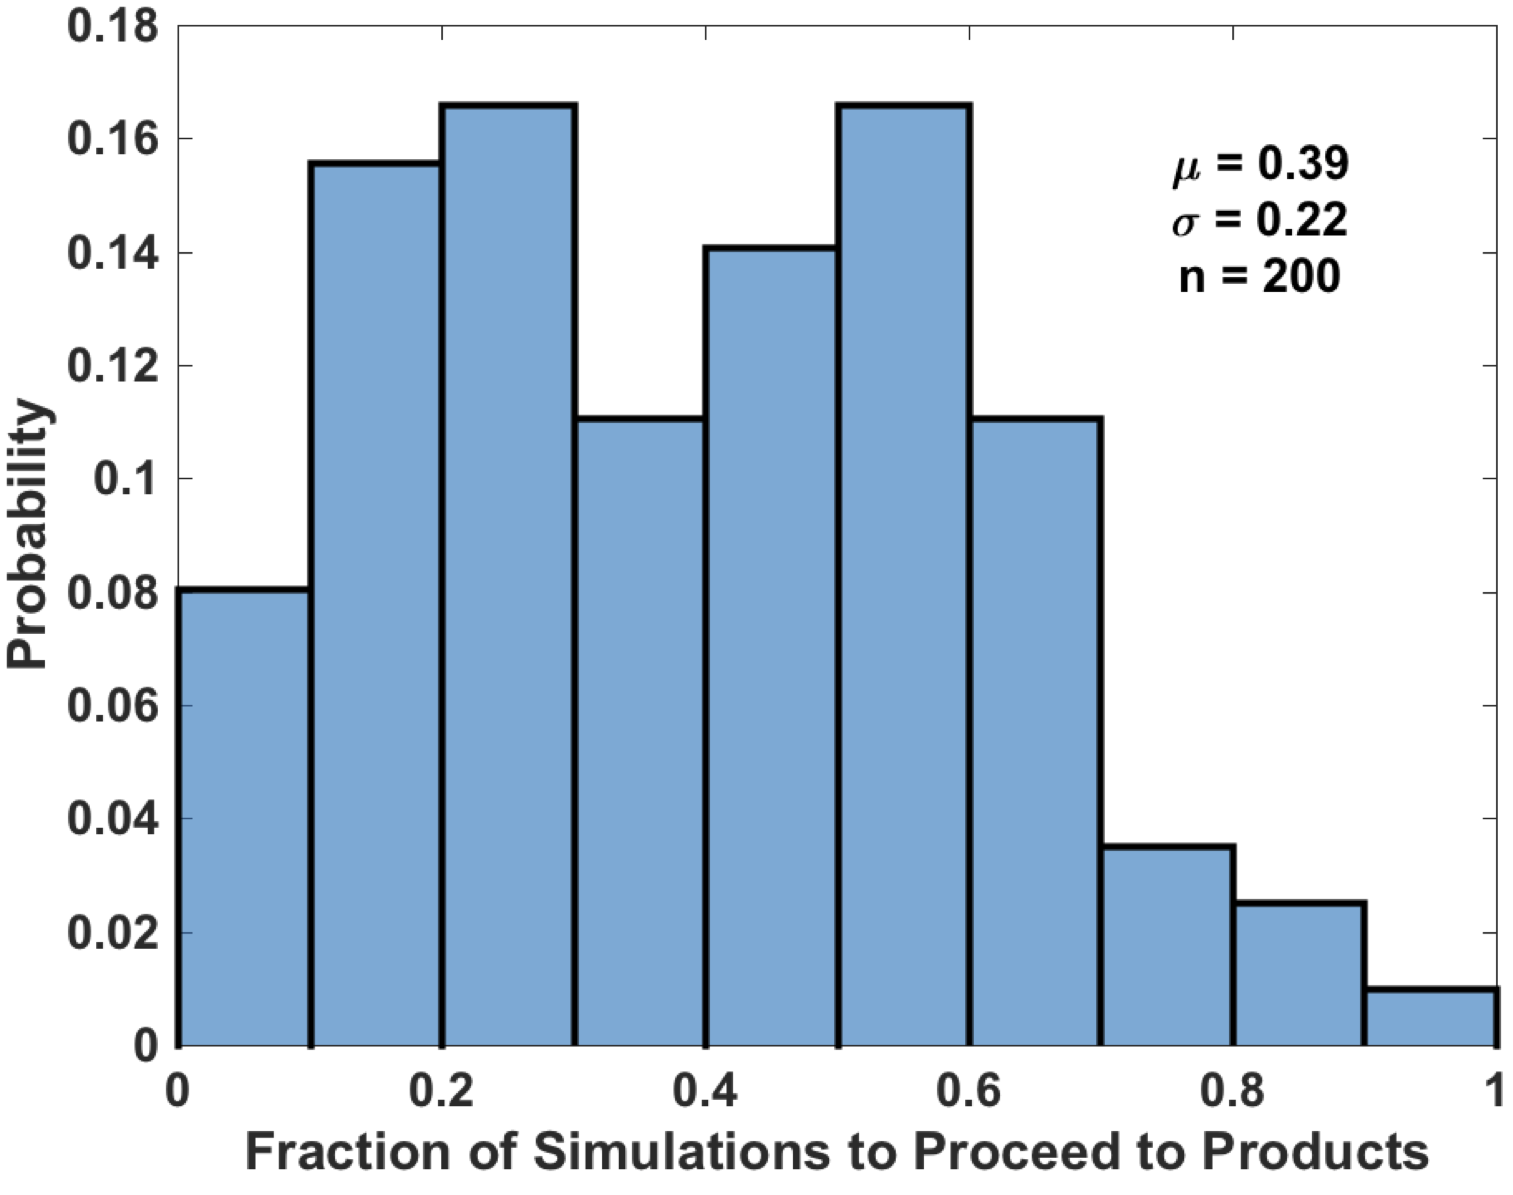 0.18
0.16
0.14
0.12
0.1
0.08
0.06
0.04
0.02
0
Probability
μ = 0.39
σ = 0.22
n = 200
0 0.2 0.4 0.6 0.8 1
Fraction of Simulations to Proceed to Products